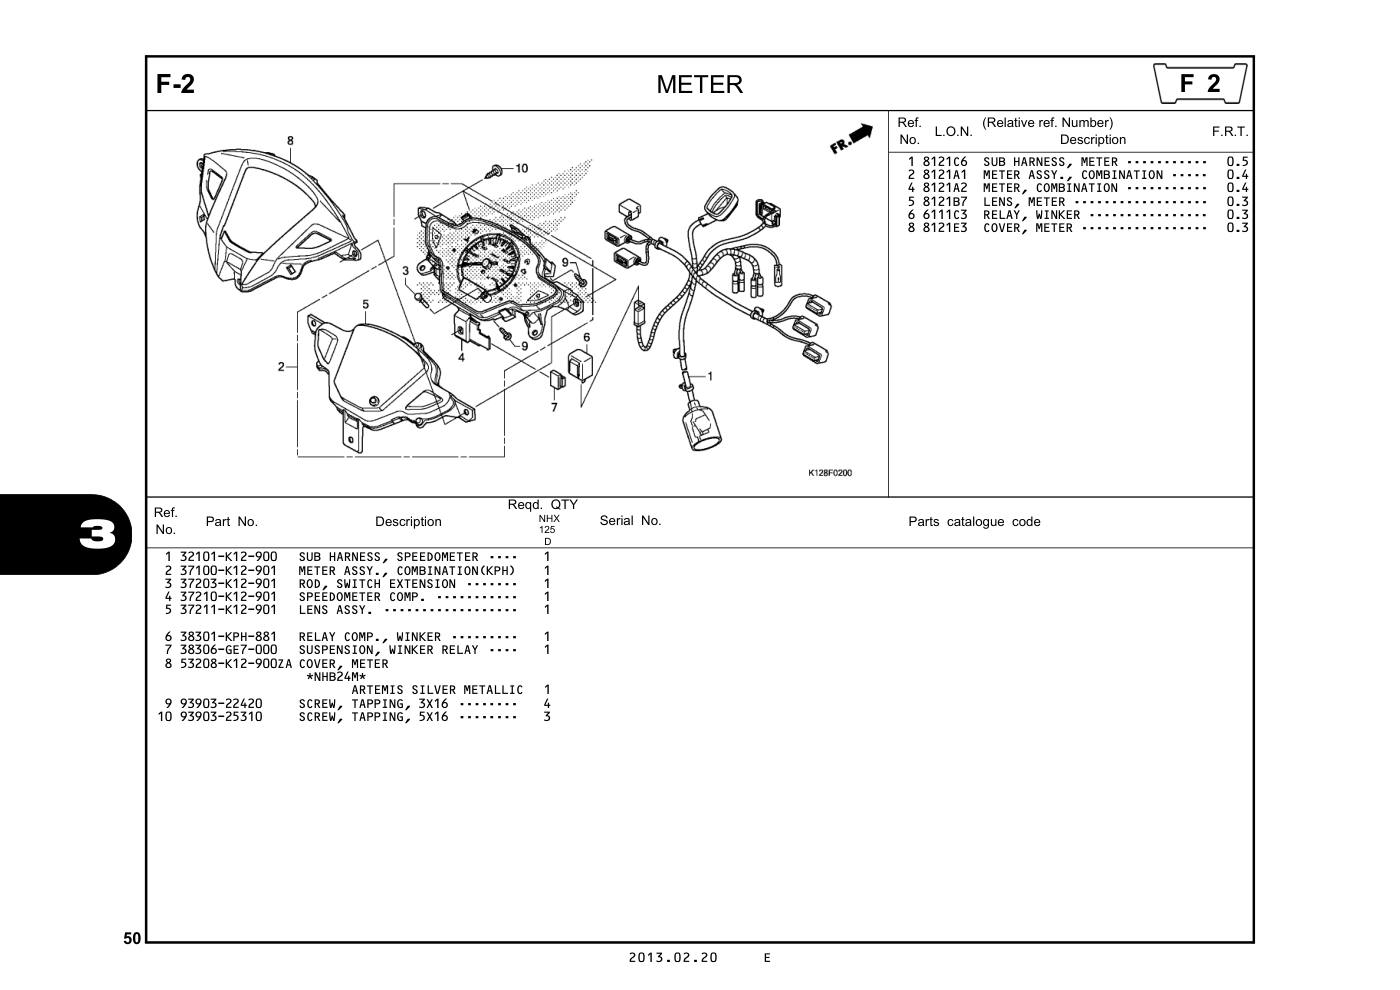 F-2
METER
F 2
8
10
FR.
9
3
5
9
6
4
2
7
1
K128F0200
Ref. No. L.O.N. (Relative ref. Number) Description F.R.T.
1 8121C6 SUB HARNESS, METER ----------- 0.5
2 8121A1 METER ASSY., COMBINATION ----- 0.4
4 8121A2 METER, COMBINATION ----------- 0.4
5 8121B7 LENS, METER ------------------ 0.3
6 6111C3 RELAY, WINKER ---------------- 0.3
8 8121E3 COVER, METER ----------------- 0.3
3
Ref. No. Part No. Description Reqd. QTY Serial No. Parts catalogue code
NHX
125
D
1 32101-K12-900 SUB HARNESS, SPEEDOMETER ---- 1
2 37100-K12-901 METER ASSY., COMBINATION(KPH) 1
3 37203-K12-901 ROD, SWITCH EXTENSION ------- 1
4 37210-K12-901 SPEEDOMETER COMP. ----------- 1
5 37211-K12-901 LENS ASSY. ------------------ 1
6 38301-KPH-881 RELAY COMP., WINKER --------- 1
7 38306-GE7-000 SUSPENSION, WINKER RELAY ---- 1
8 53208-K12-900ZA COVER, METER
*NHB24M*
ARTEMIS SILVER METALLIC 1
9 93903-22420 SCREW, TAPPING, 3X16 -------- 4
10 93903-25310 SCREW, TAPPING, 5X16 -------- 3
50
2013.02.20 E